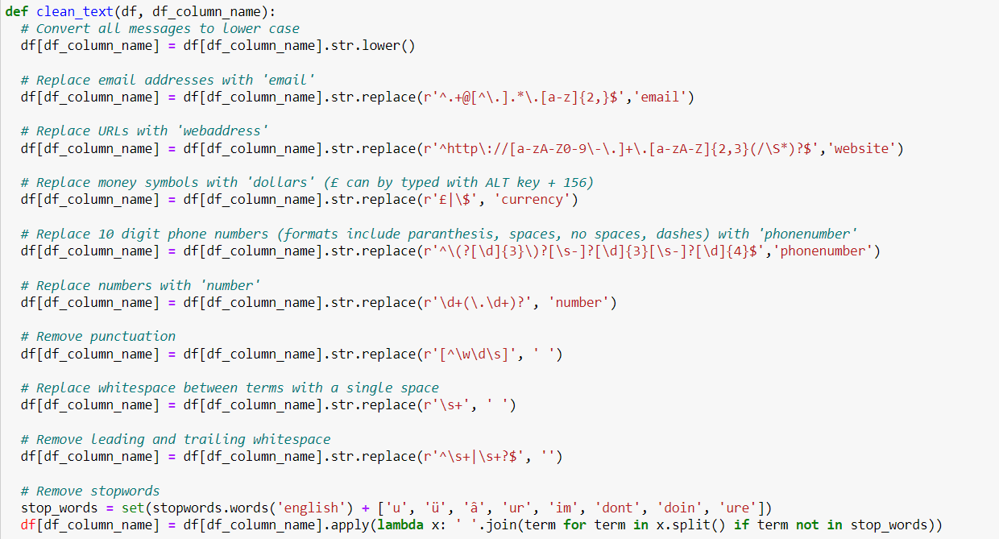 def clean_text(df, df_column_name):
  # Convert all messages to lower case
  df[df_column_name] = df[df_column_name].str.lower()

  # Replace email addresses with 'email'
  df[df_column_name] = df[df_column_name].str.replace(r'^.+@[^\.].*\.[a-z]{2,}$','email')

  # Replace URLs with 'webaddress'
  df[df_column_name] = df[df_column_name].str.replace(r'^http\://[a-zA-Z0-9\-\.]+\.[a-zA-Z]{2,3}(/\S*)?$','website')

  # Replace money symbols with 'dollars' (£ can by typed with ALT key + 156)
  df[df_column_name] = df[df_column_name].str.replace(r'£|\$', 'currency')

  # Replace 10 digit phone numbers (formats include paranthesis, spaces, no spaces, dashes) with 'phonenumber'
  df[df_column_name] = df[df_column_name].str.replace(r'^\(?[\d]{3}\)?[\s-]?[\d]{3}[\s-]?[\d]{4}$','phonenumber')

  # Replace numbers with 'number'
  df[df_column_name] = df[df_column_name].str.replace(r'\d+(\.\d+)?', 'number')

  # Remove punctuation
  df[df_column_name] = df[df_column_name].str.replace(r'[^\w\d\s]', ' ')

  # Replace whitespace between terms with a single space
  df[df_column_name] = df[df_column_name].str.replace(r'\s+', ' ')

  # Remove leading and trailing whitespace
  df[df_column_name] = df[df_column_name].str.replace(r'^\s+|\s+?$', '')

  # Remove stopwords
  stop_words = set(stopwords.words('english') + ['u', 'ü', 'â', 'ur', 'im', 'dont', 'doin', 'ure'])
  df[df_column_name] = df[df_column_name].apply(lambda x: ' '.join(term for term in x.split() if term not in stop_words))